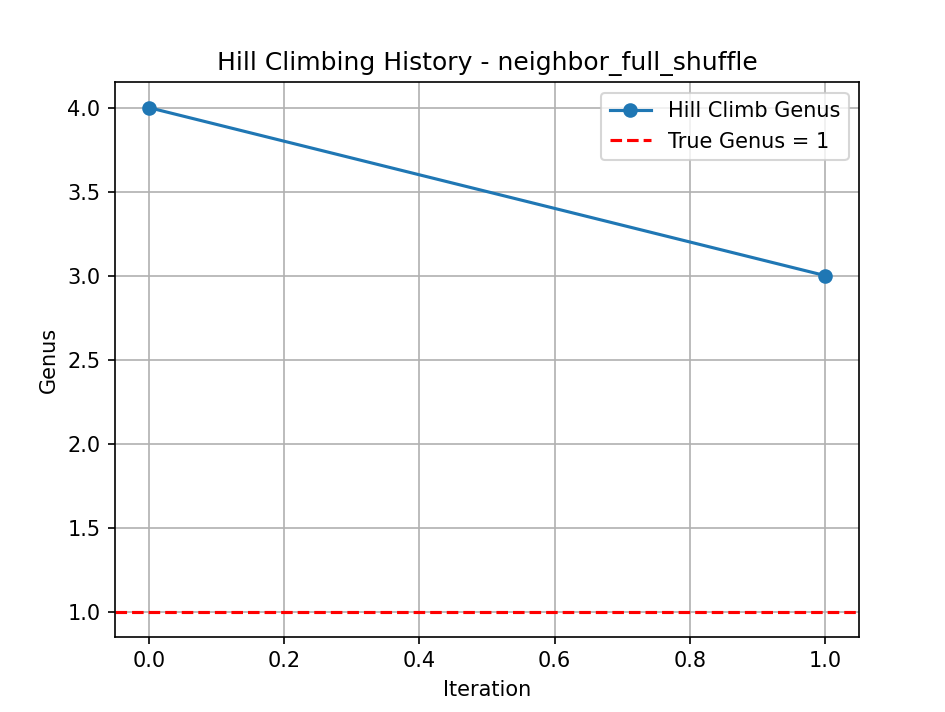 Hill Climbing History - neighbor_full_shuffle
Hill Climb Genus
True Genus = 1
4.0
3.5
3.0
2.5
2.0
1.5
1.0
Genus
0.0 0.2 0.4 0.6 0.8 1.0
Iteration